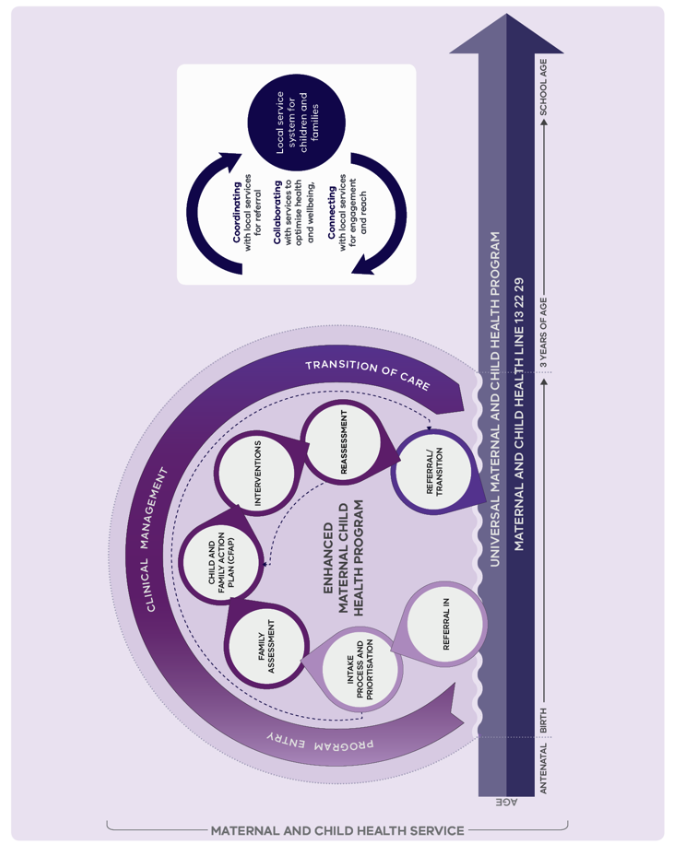 Local service
system for
children and
families
Coordinating
with local services
for referral
Collaborating
with services to
optimise health
and wellbeing,
Connecting
with local services
for engagement
and reach
PROGRAM ENTRY
CLINICAL MANAGEMENT
TRANSITION OF CARE
REFERRAL IN
INTAKE
PROCESS AND
PRIORTISATION
FAMILY
ASSESSMENT
CHILD AND
FAMILY ACTION
PLAN (CFAP)
INTERVENTIONS
REASSESSMENT
REFERRAL/
TRANSITION
ENHANCED
MATERNAL CHILD
HEALTH PROGRAM
UNIVERSAL MATERNAL AND CHILD HEALTH PROGRAM
MATERNAL AND CHILD HEALTH LINE 13 22 29
AGE
ANTENATAL
BIRTH
3 YEARS OF AGE
SCHOOL AGE
MATERNAL AND CHILD HEALTH SERVICE